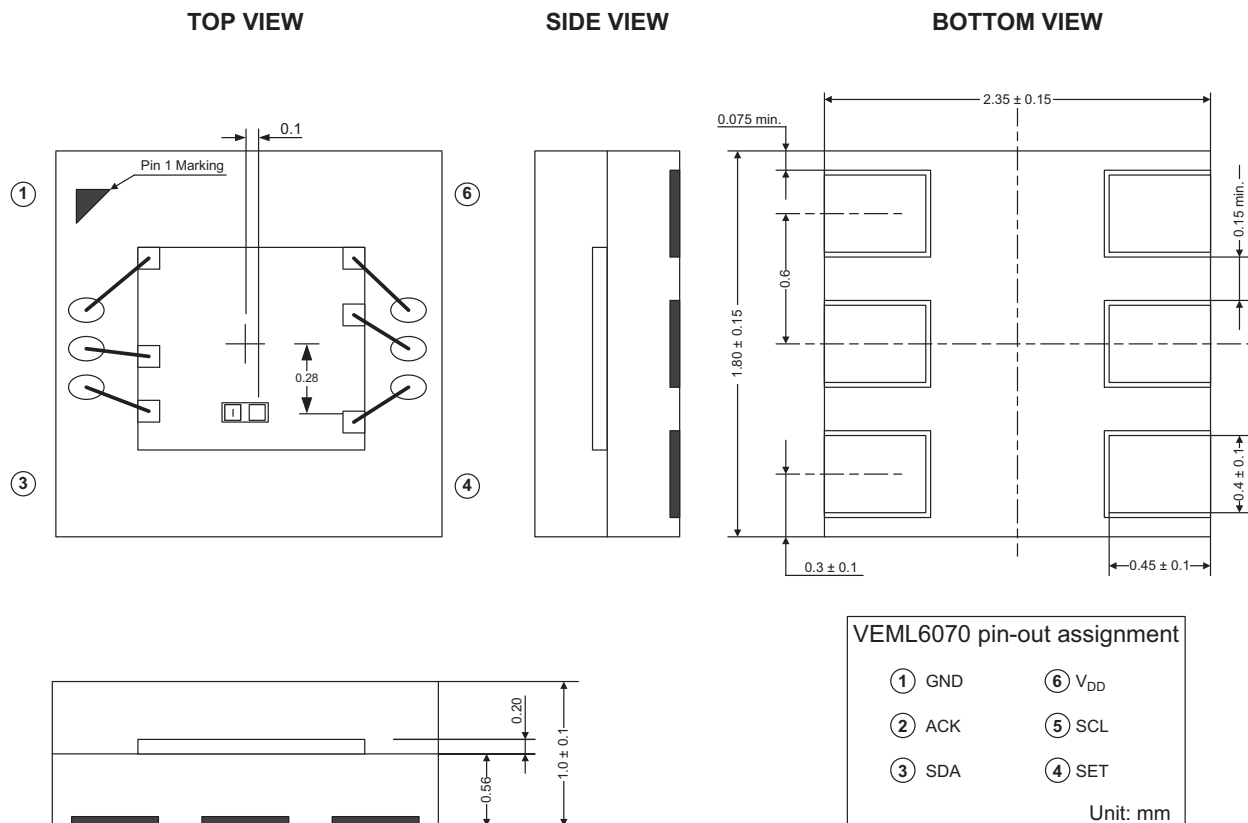 TOP VIEW
SIDE VIEW
BOTTOM VIEW
2.35 ± 0.15
0.075 min.
0.1
Pin 1 Marking
1
6
0.15 min.
0.6
1.80 ± 0.15
0.28
3
4
0.4 ± 0.1
0.3 ± 0.1
0.45 ± 0.1
VEML6070 pin-out assignment
1 GND
6 VDD
2 ACK
5 SCL
3 SDA
4 SET
Unit: mm
0.20
1.0 ± 0.1
0.56